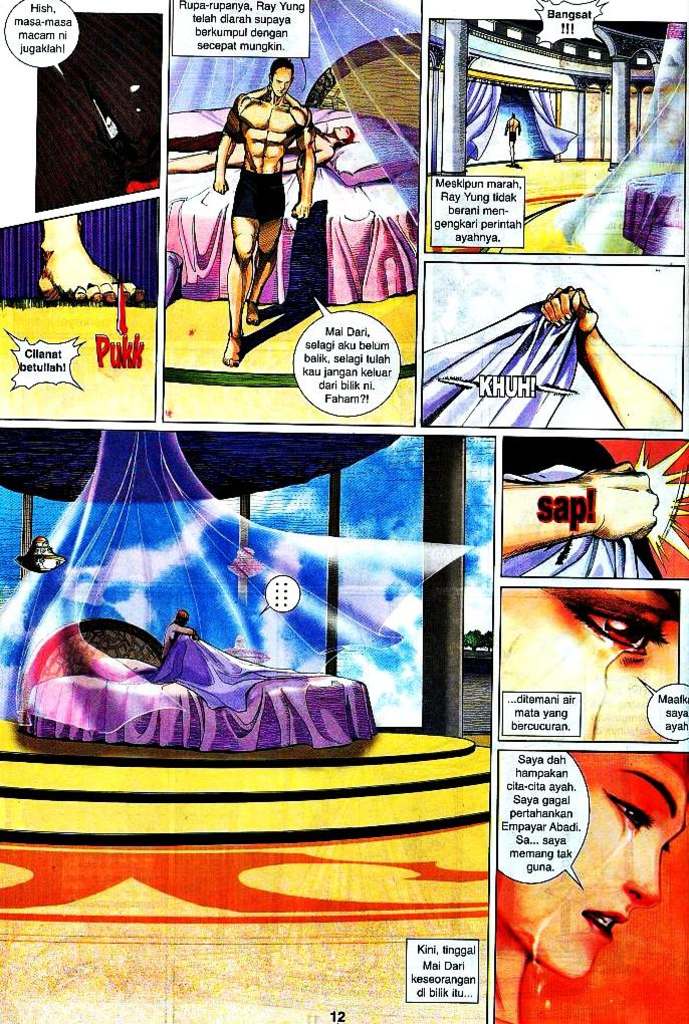 Hish,
masa-masa
macam ni
jugaklah!
Rupa-rupanya, Ray Yung
telah diarah supaya
berkumpul dengan
secepat mungkin.
Bangsat
!!!
Meskipun marah,
Ray Yung tidak
berani men-
gengkari perintah
ayahnya.
Cilanat
betullah!
Pukk
Mai Dari,
selagi aku belum
balik, selagi tulah
kau jangan keluar
dari bilik ni.
Faham?!
KHUH!
sap!
...ditemani air
mata yang
bercucuran.
saya
ayah
Saya dah
hampakan
cita-cita ayah.
Saya gagal
pertahankan
Empayar Abadi.
Sa... saya
memang tak
guna.
Kini, tinggal
Mai Dari
keseorangan
di bilik itu...
12